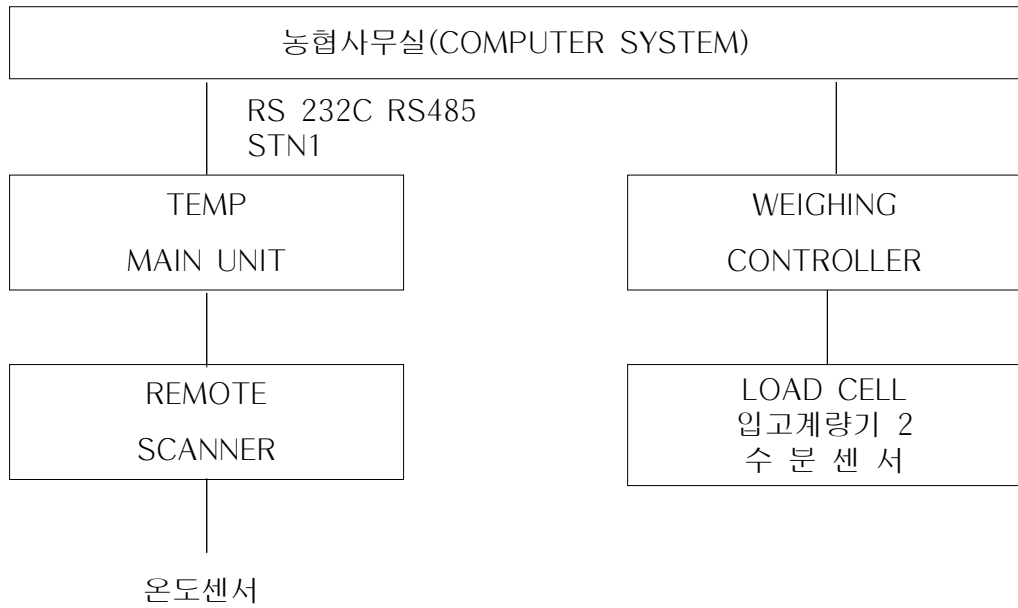 농협사무실(COMPUTER SYSTEM)
RS 232C RS485
STN1
TEMP
MAIN UNIT
WEIGHING
CONTROLLER
REMOTE
SCANNER
LOAD CELL
입고계량기 2
수 분 센 서
온도센서